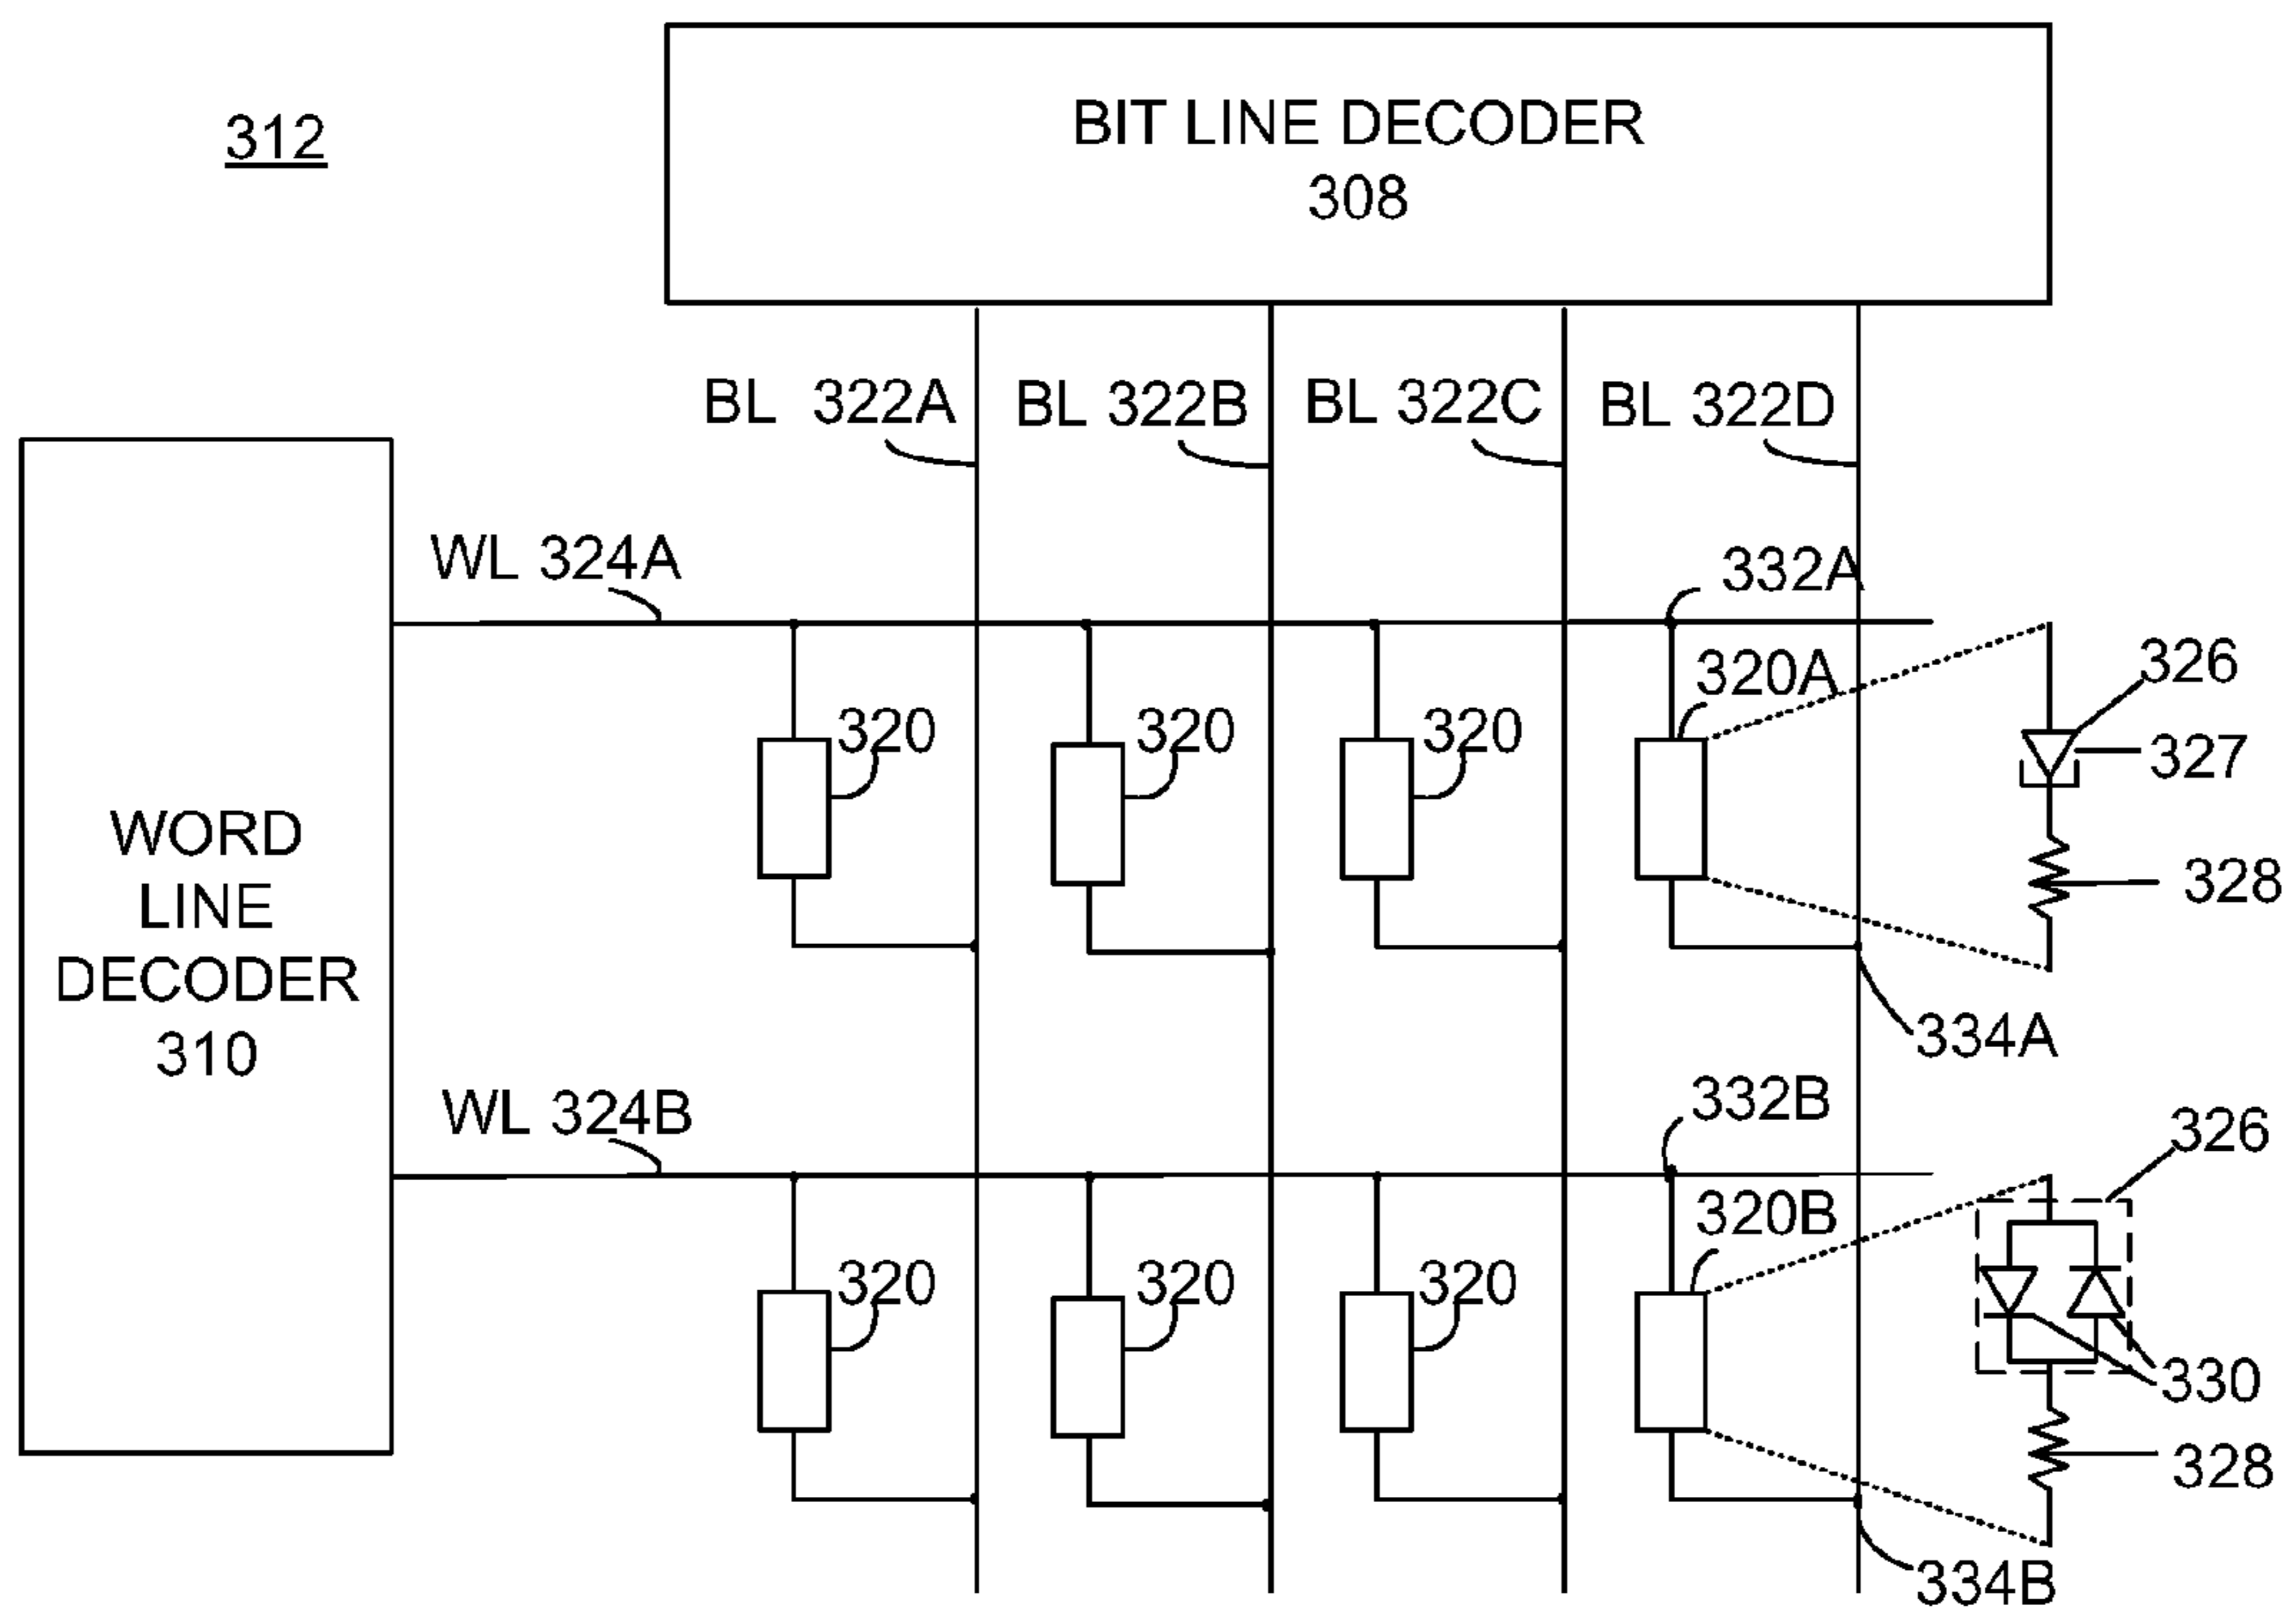 312
BIT LINE DECODER
308
BL 322A
BL 322B
BL 322C
BL 322D
WL 324A
332A
320A
326
327
320
320
320
328
WORD
LINE
DECODER
310
334A
WL 324B
332B
326
320B
320
320
320
330
328
334B